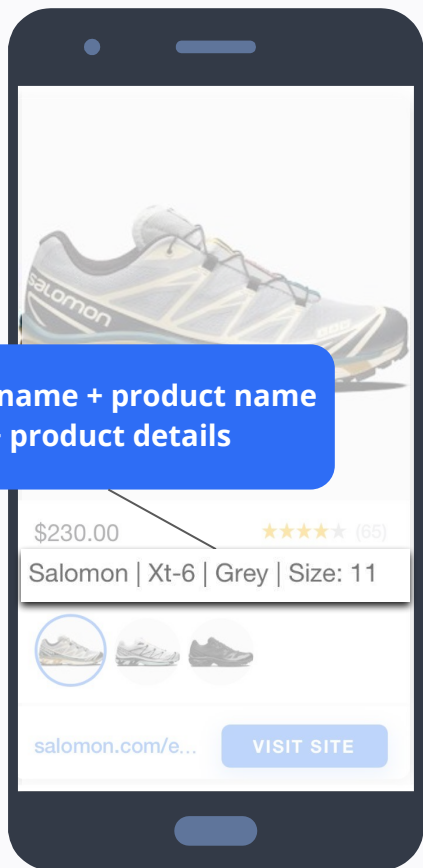 salomon
name + product name
product details
$230.00
(65)
Salomon | Xt-6 | Grey | Size: 11
salomon.com/e...
VISIT SITE